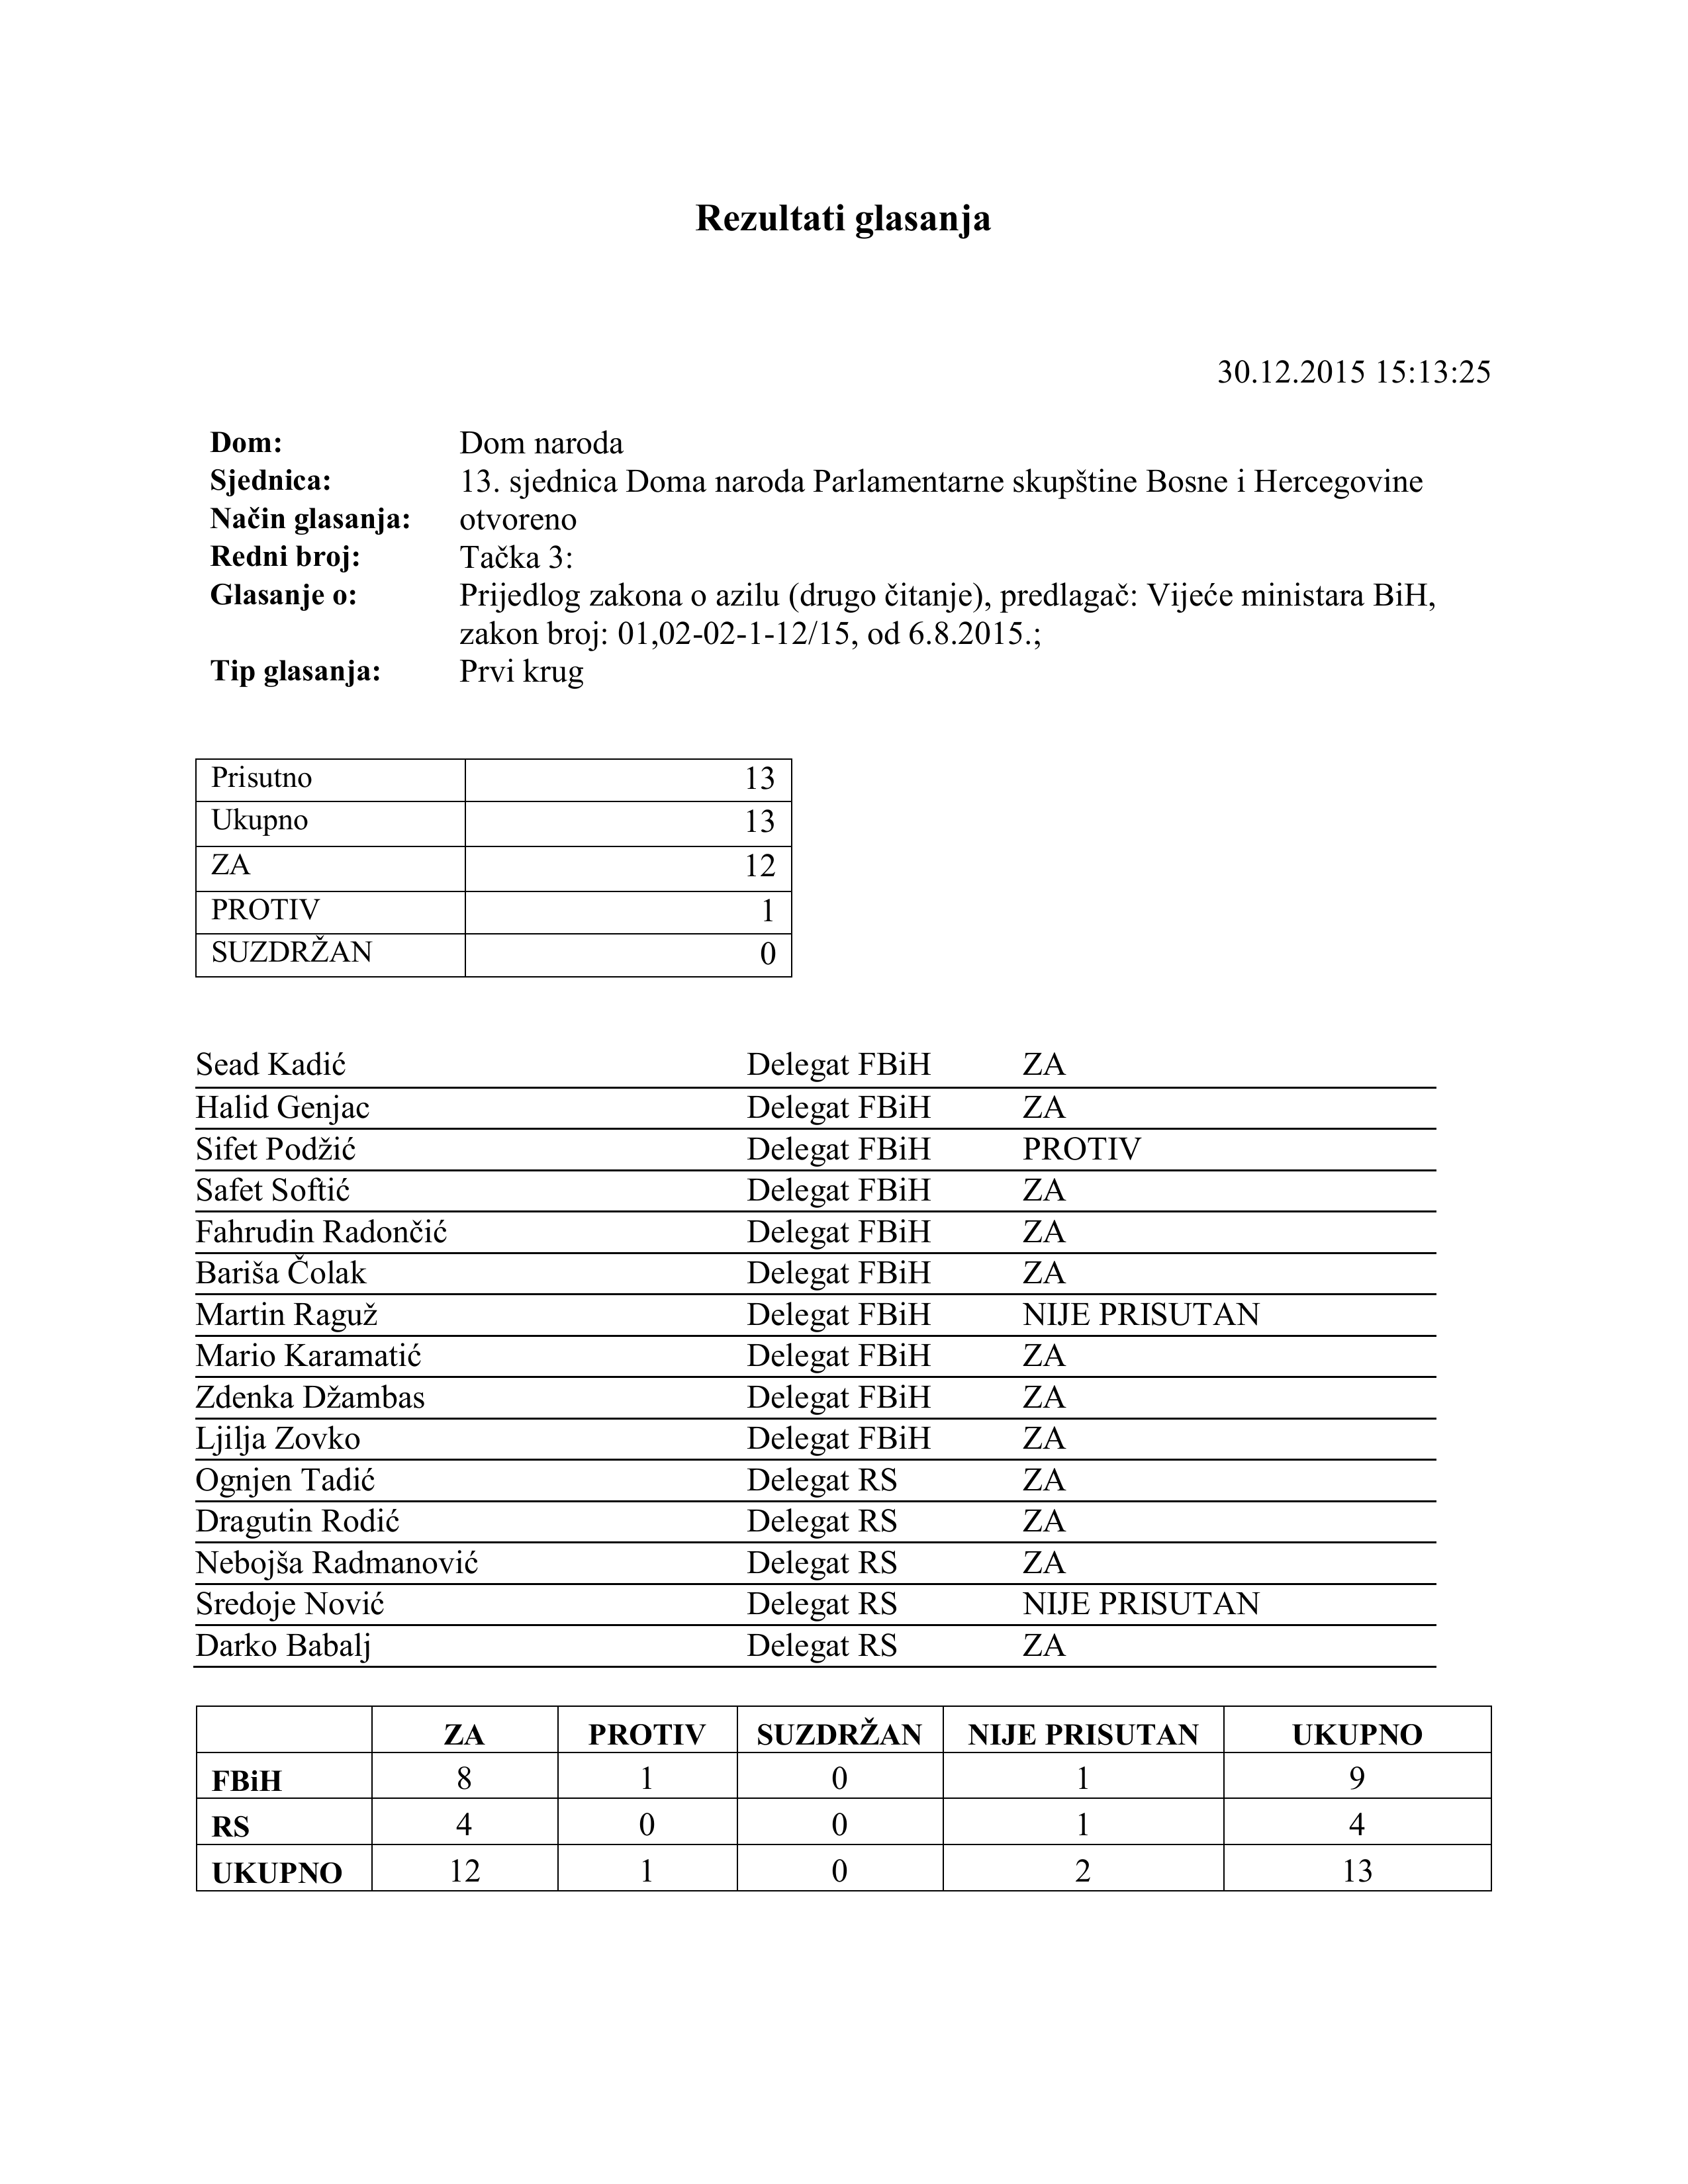 Rezultati glasanja
30.12.2015 15:13:25
Dom: Dom naroda
Sjednica: 13. sjednica Doma naroda Parlamentarne skupštine Bosne i Hercegovine
Način glasanja: otvoreno
Redni broj: Tačka 3:
Glasanje o: Prijedlog zakona o azilu (drugo čitanje), predlagač: Vijeće ministara BiH,
zakon broj: 01,02-02-1-12/15, od 6.8.2015.;
Tip glasanja: Prvi krug
Prisutno 13
Ukupno 13
ZA 12
PROTIV 1
SUZDRŽAN 0
Sead Kadić Delegat FBiH ZA
Halid Genjac Delegat FBiH ZA
Sifet Podžić Delegat FBiH PROTIV
Safet Softić Delegat FBiH ZA
Fahrudin Radončić Delegat FBiH ZA
Bariša Čolak Delegat FBiH ZA
Martin Raguž Delegat FBiH NIJE PRISUTAN
Mario Karamatić Delegat FBiH ZA
Zdenka Džambas Delegat FBiH ZA
Ljilja Zovko Delegat FBiH ZA
Ognjen Tadić Delegat RS ZA
Dragutin Rodić Delegat RS ZA
Nebojša Radmanović Delegat RS ZA
Sredoje Nović Delegat RS NIJE PRISUTAN
Darko Babalj Delegat RS ZA
ZA PROTIV SUZDRŽAN NIJE PRISUTAN UKUPNO
FBiH 8 1 0 1 9
RS 4 0 0 1 4
UKUPNO 12 1 0 2 13